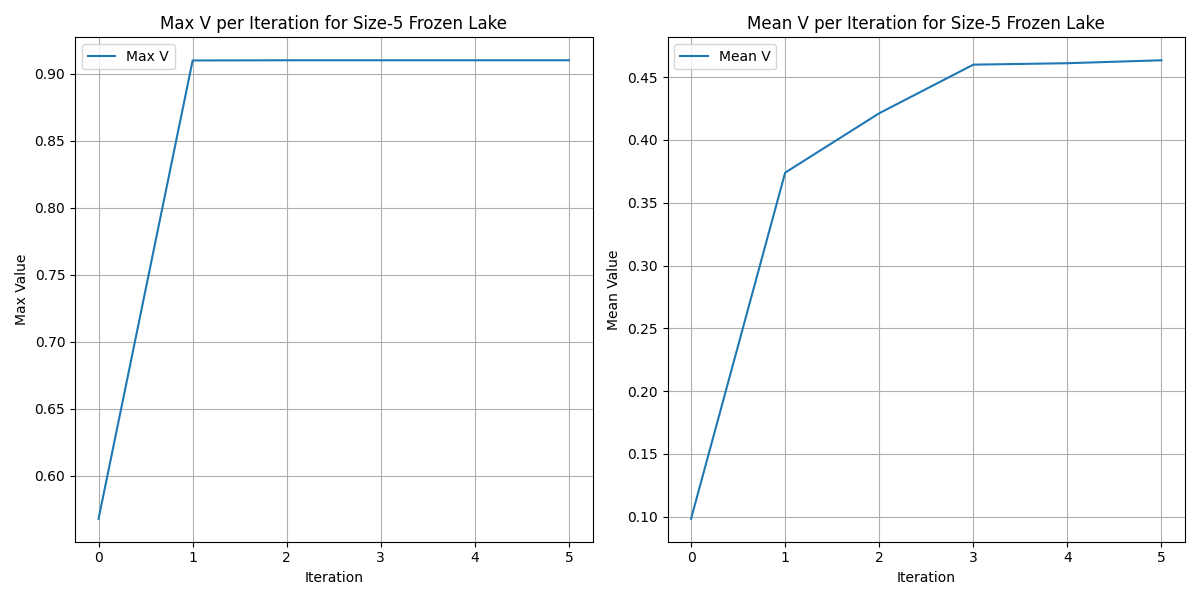 Max V per Iteration for Size-5 Frozen Lake
Max V
Max Value
0.90
0.85
0.80
0.75
0.70
0.65
0.60
0 1 2 3 4 5
Iteration
Mean V per Iteration for Size-5 Frozen Lake
Mean V
Mean Value
0.45
0.40
0.35
0.30
0.25
0.20
0.15
0.10
0 1 2 3 4 5
Iteration